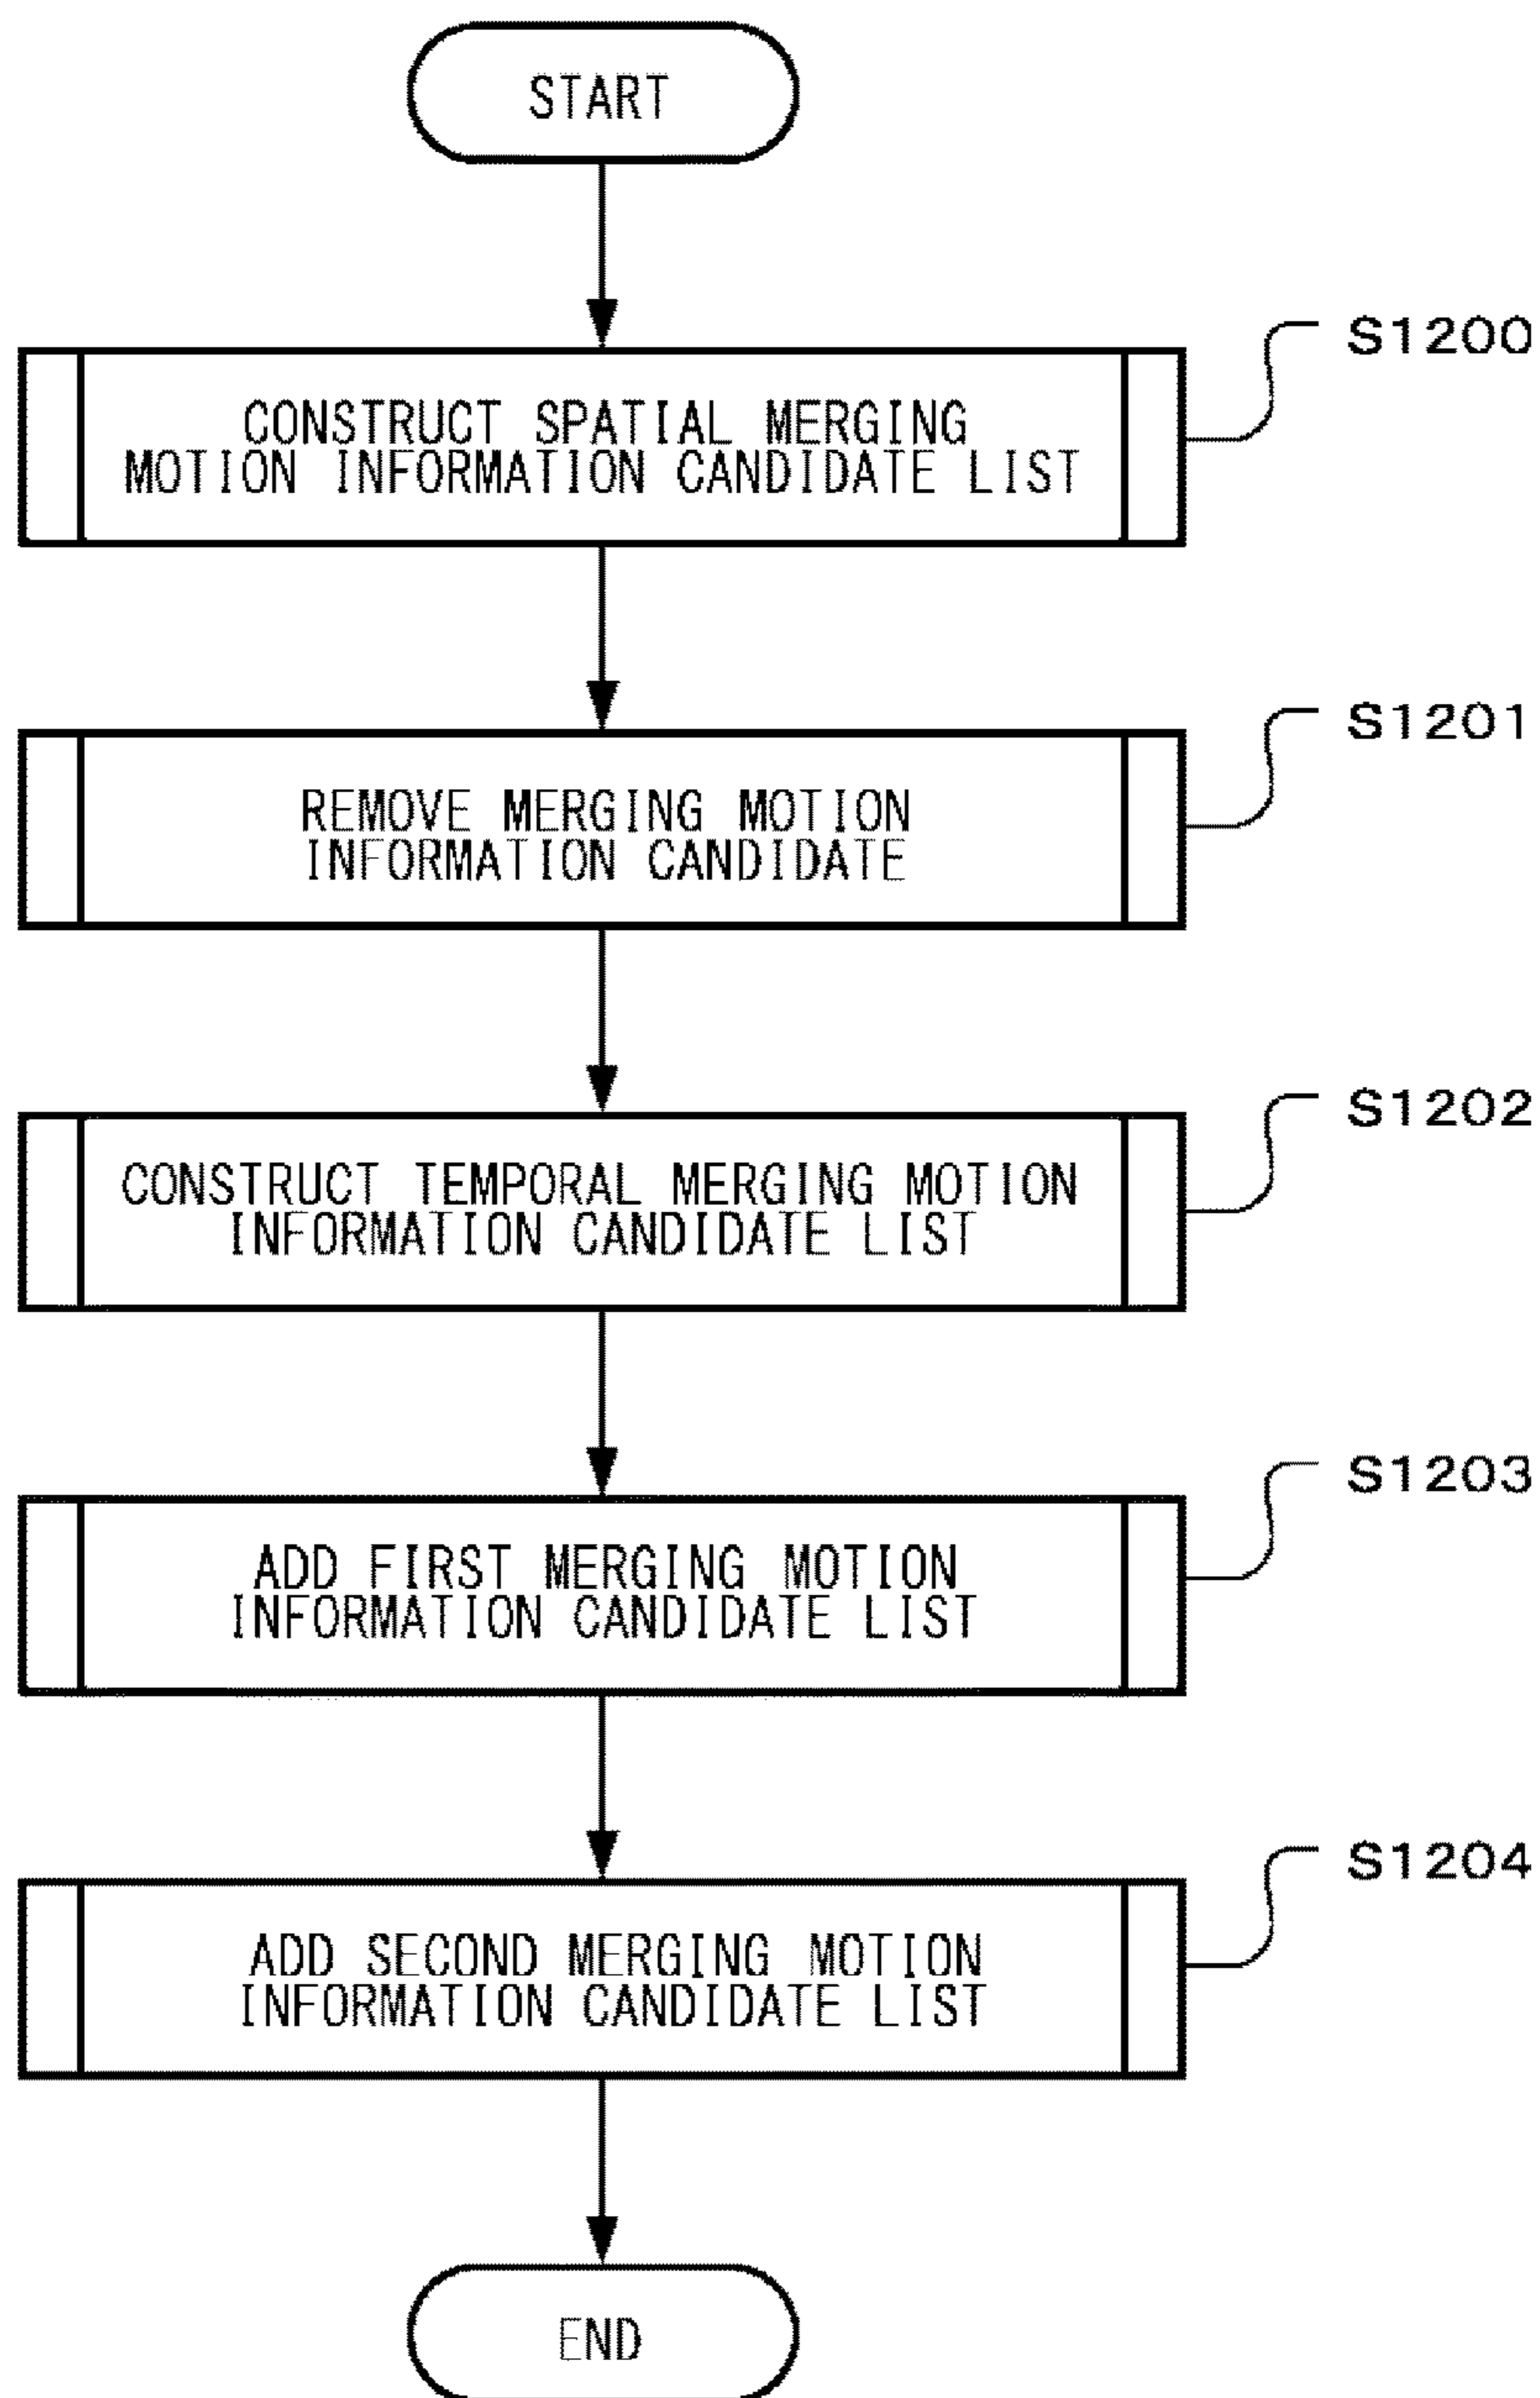 START
S1200
CONSTRUCT SPATIAL MERGING
MOTION INFORMATION CANDIDATE LIST
S1201
REMOVE MERGING MOTION
INFORMATION CANDIDATE
S1202
CONSTRUCT TEMPORAL MERGING MOTION
INFORMATION CANDIDATE LIST
S1203
ADD FIRST MERGING MOTION
INFORMATION CANDIDATE LIST
S1204
ADD SECOND MERGING MOTION
INFORMATION CANDIDATE LIST
END